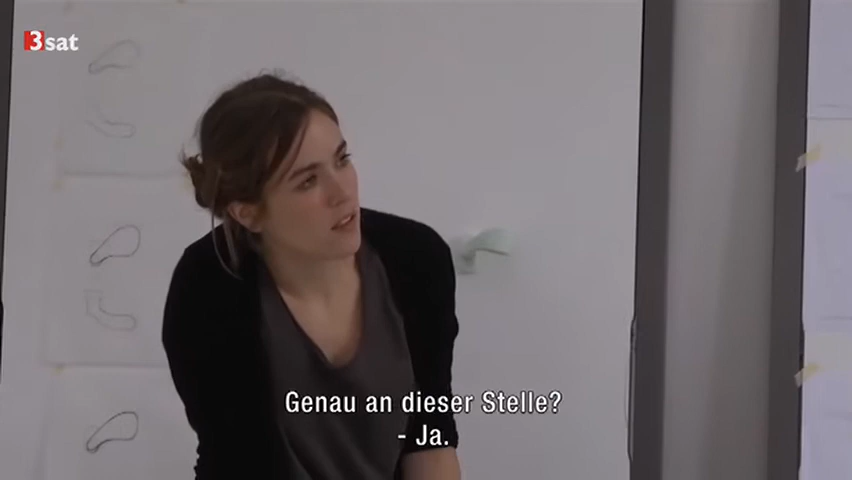 3sat
Genau an dieser Stelle?
- Ja.